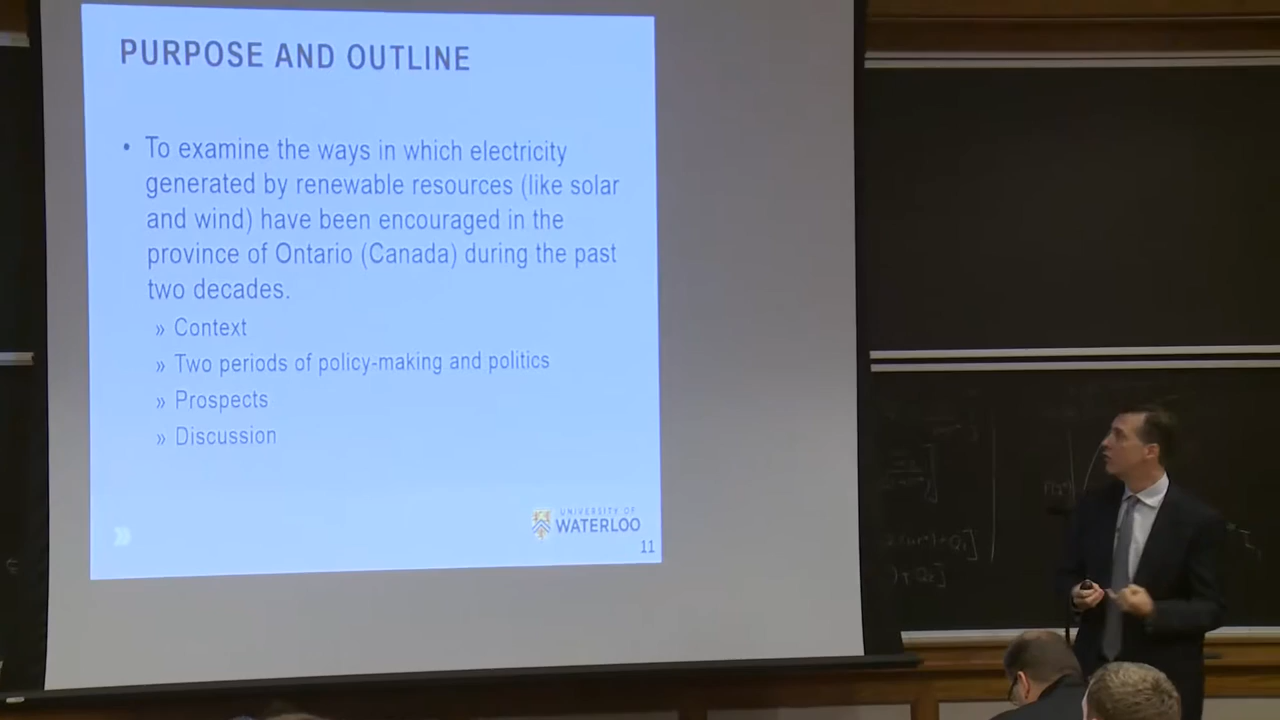 PURPOSE AND OUTLINE
• To examine the ways in which electricity
generated by renewable resources (like solar
and wind) have been encouraged in the
province of Ontario (Canada) during the past
two decades.
» Context
» Two periods of policy-making and politics
» Prospects
» Discussion
UNIVERSITY OF
WATERLOO
11